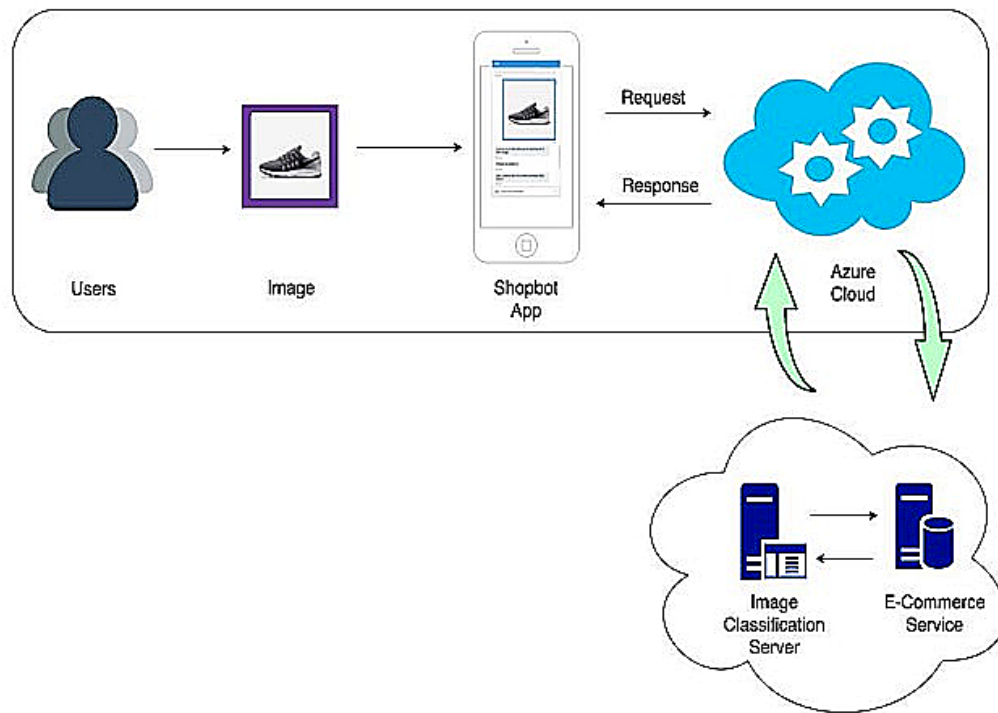 Request
Response
Users
Image
Shopbot
App
Azure
Cloud
Image
Classification
Server
E-Commerce
Service